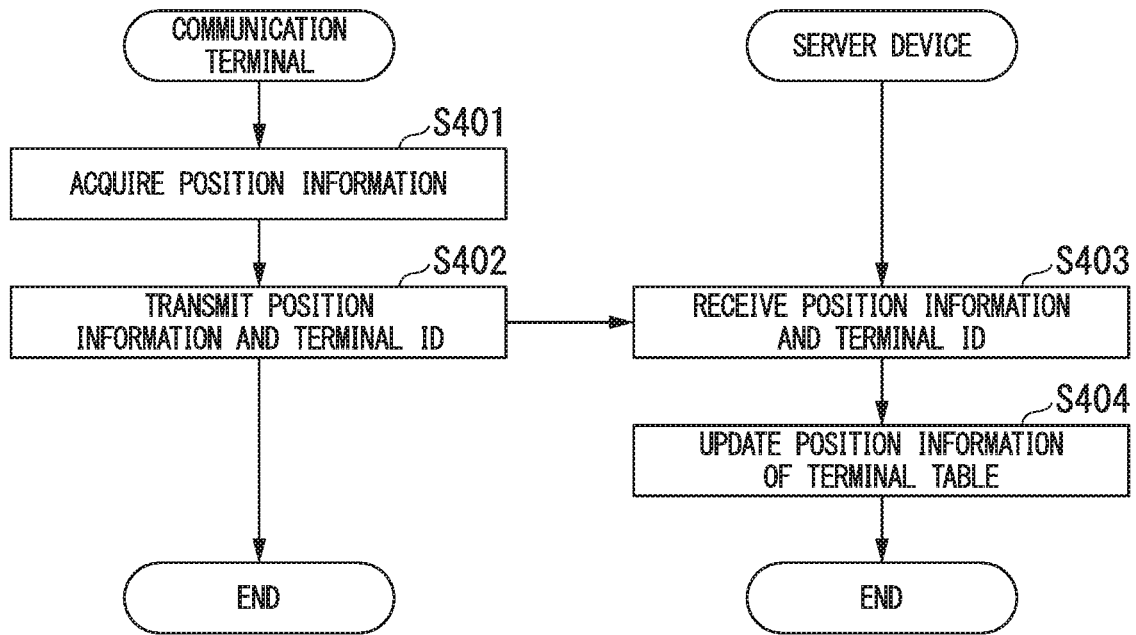 COMMUNICATION
TERMINAL
SERVER DEVICE
S401
ACQUIRE POSITION INFORMATION
S402
TRANSMIT POSITION
INFORMATION AND TERMINAL ID
S403
RECEIVE POSITION INFORMATION
AND TERMINAL ID
S404
UPDATE POSITION INFORMATION
OF TERMINAL TABLE
END
END